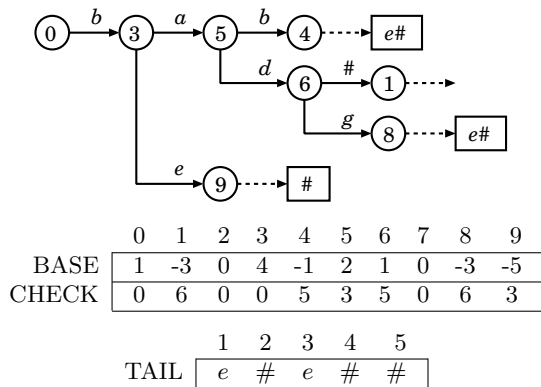 b a b
0 3 5 4 e#
d #
6 1
g
8 e#
e
9 #
0 1 2 3 4 5 6 7 8 9
BASE 1 -3 0 4 -1 2 1 0 -3 -5
CHECK 0 6 0 0 5 3 5 0 6 3
1 2 3 4 5
TAIL e # e # #